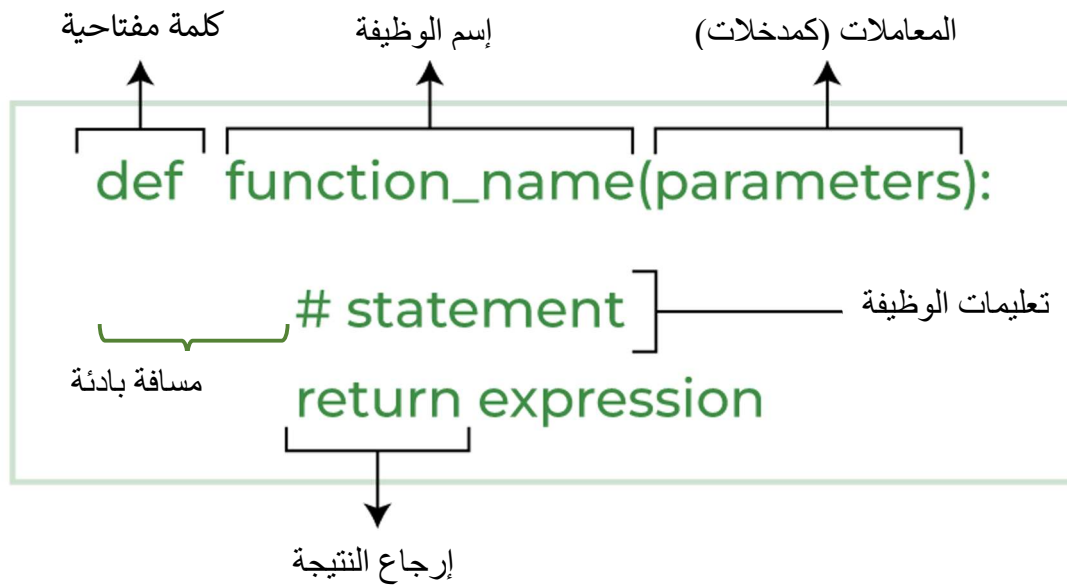 كلمة مفتاحية
إسم الوظيفة
المعاملات (كمدخلات)
def function_name(parameters):
# statement
تعليمات الوظيفة
مسافة بادئة
return expression
إرجاع النتيجة